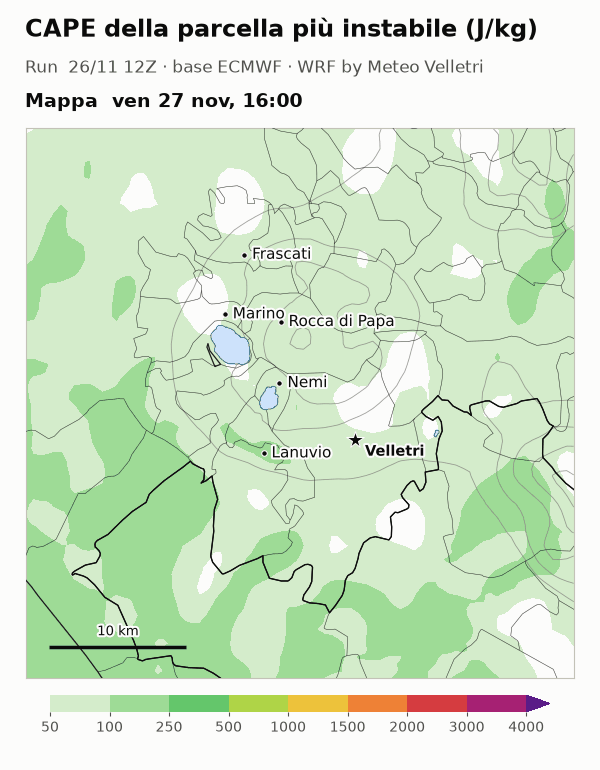 CAPE della parcella più instabile (J/kg)
Run 26/11 12Z · base ECMWF · WRF by Meteo Velletri
Mappa ven 27 nov, 16:00
Frascati
Marino
Rocca di Papa
Nemi
Lanuvio
Velletri
10 km
50 100 250 500 1000 1500 2000 3000 4000